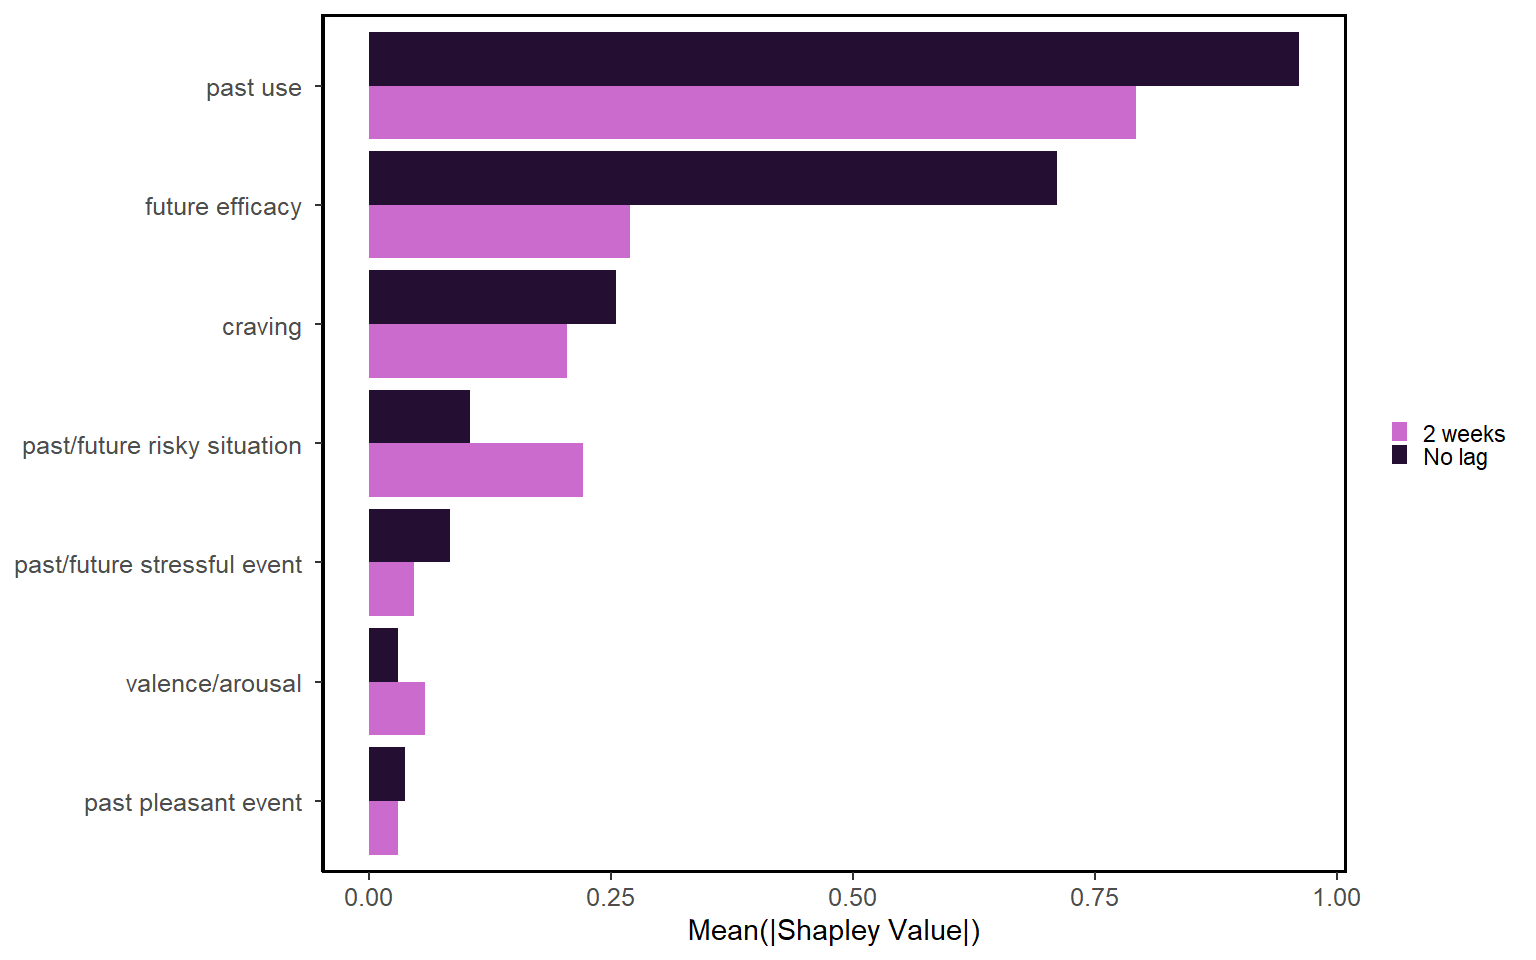 past use
future efficacy
craving
past/future risky situation
past/future stressful event
valence/arousal
past pleasant event
0.00 0.25 0.50 0.75 1.00
Mean(|Shapley Value|)
2 weeks
No lag